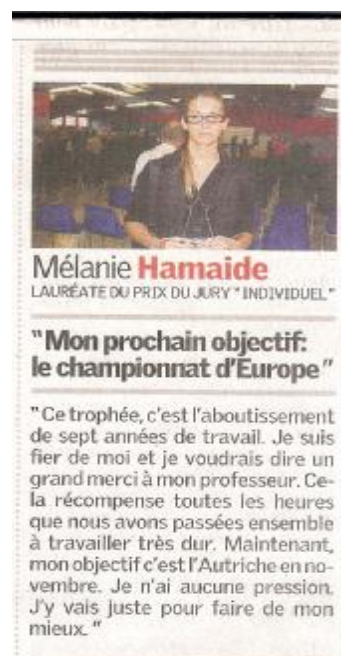 Mélanie Hamaide
LAURÉATE DU PRIX DU JURY "INDIVIDUEL"
"Mon prochain objectif:
le championnat d'Europe"
"Ce trophée, c'est l'aboutissement
de sept années de travail. Je suis
fier de moi et je voudrais dire un
grand merci à mon professeur. Ce-
la récompense toutes les heures
que nous avons passées ensemble
à travailler très dur. Maintenant,
mon objectif c'est l'Autriche en no-
vembre. Je n'ai aucune pression.
J'y vais juste pour faire de mon
mieux."